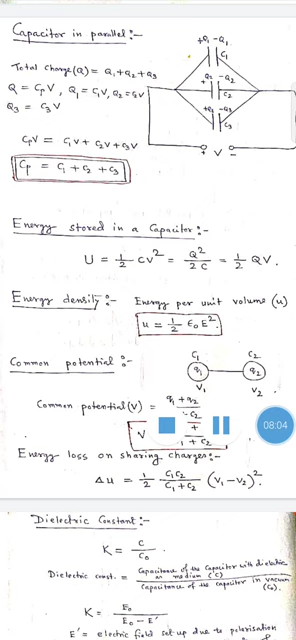 Capacitor in parallel:-
+Q₁ -Q₁
C₁
Total Charge(Q) = Q₁+Q₂+Q₃
+Q₂ -Q₂
C₂
Q = CpV, Q₁ = C₁V, Q₂ = C₂V
Q₃ = C₃V
+Q₃ -Q₃
C₃
CpV = C₁V + C₂V + C₃V
+ V -
Cp = C₁ + C₂ + C₃
Energy stored in a Capacitor:-
U = 1/2 CV² = Q²/2C = 1/2 QV.
Energy density:- Energy per unit volume (u)
u = 1/2 ε₀E².
Common potential:-
C₁ C₂
q₁ q₂
V₁ V₂
Common potential (V) = q₁ + q₂
V
08:04
Energy loss on sharing charges:-
Δu = 1/2 C₁C₂/C₁+C₂ (V₁-V₂)².
Dielectric Constant:-
K = C/C₀
Dielectric const. = Capacitance of the capacitor with dielectric as medium (C) / Capacitance of the capacitor in vacuum (C₀).
K = E₀/E₀ - E'
E' = electric field set up due to polarisation